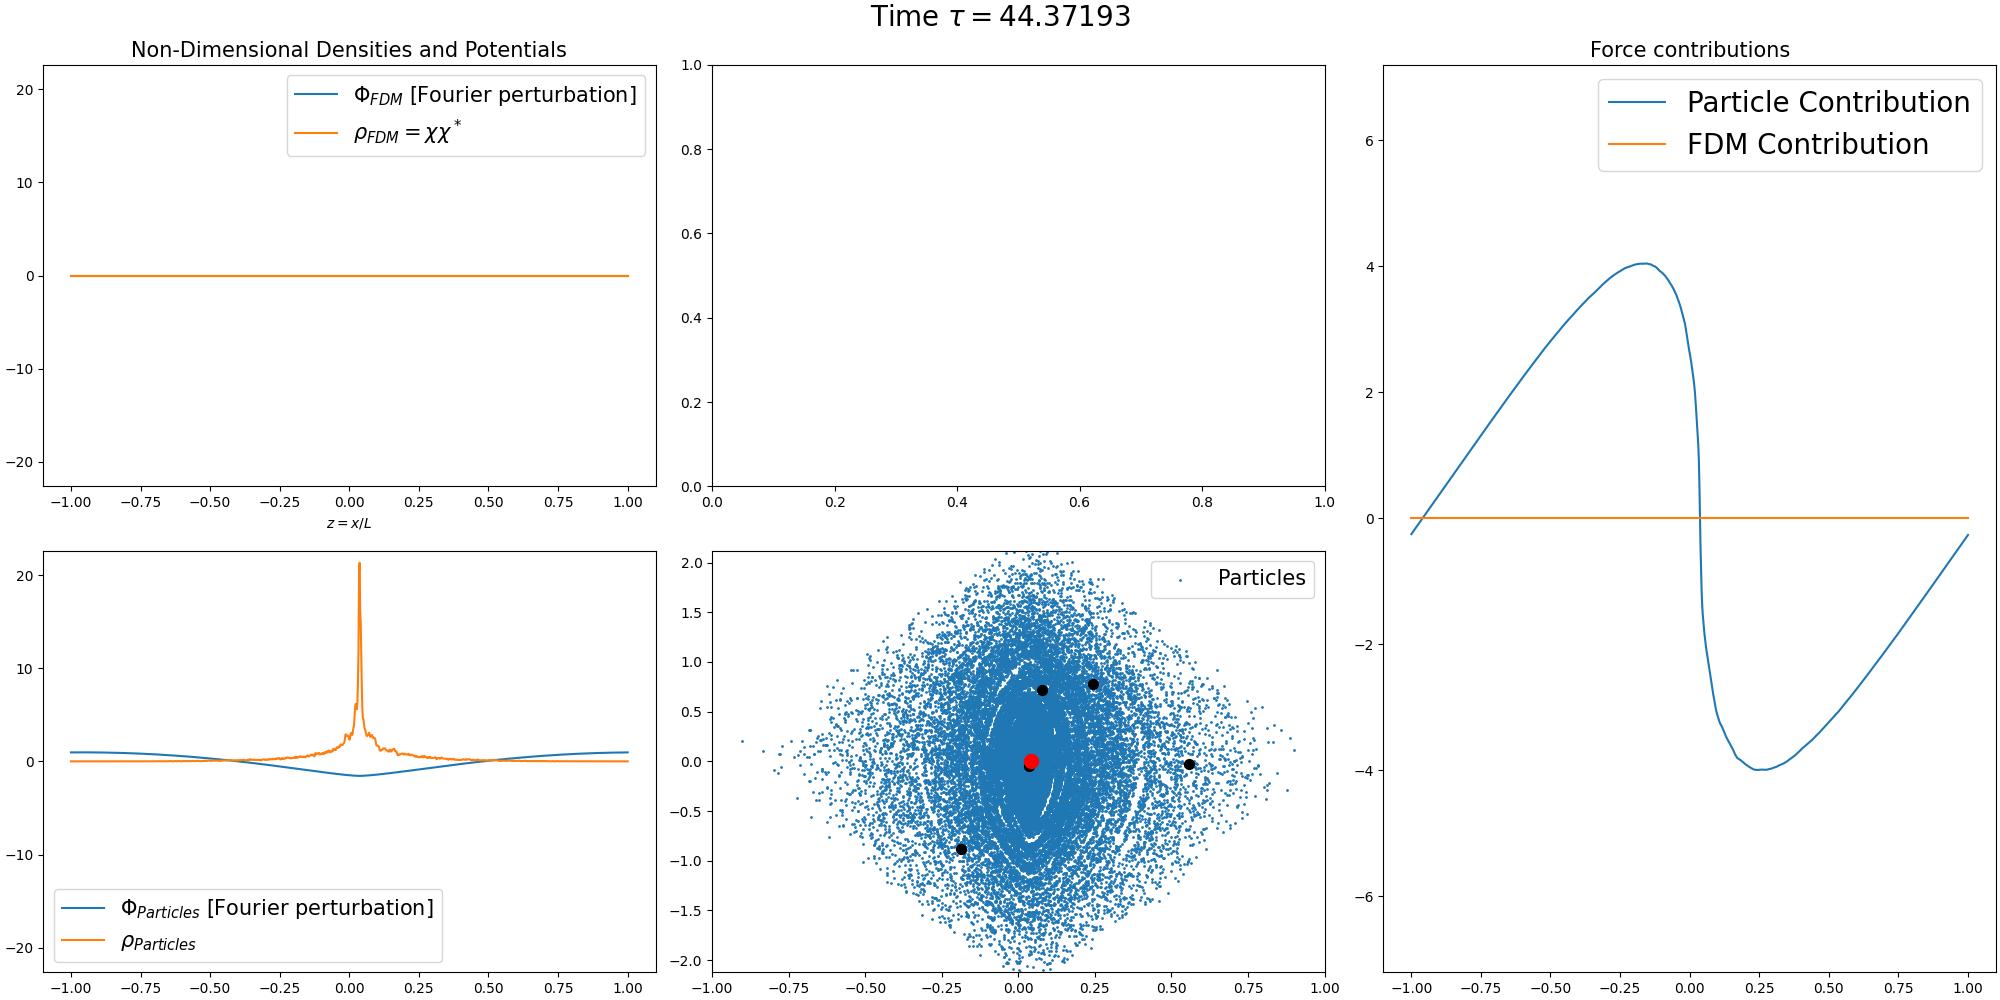 Time τ = 44.37193
Non-Dimensional Densities and Potentials
Φ_FDM [Fourier perturbation]
ρ_FDM = χχ*
20
10
0
−10
−20
−1.00 −0.75 −0.50 −0.25 0.00 0.25 0.50 0.75 1.00
z = x/L
1.0
0.8
0.6
0.4
0.2
0.0
0.0 0.2 0.4 0.6 0.8 1.0
Force contributions
Particle Contribution
FDM Contribution
6
4
2
0
−2
−4
−6
−1.00 −0.75 −0.50 −0.25 0.00 0.25 0.50 0.75 1.00
20
10
0
−10
−20
Φ_Particles [Fourier perturbation]
ρ_Particles
−1.00 −0.75 −0.50 −0.25 0.00 0.25 0.50 0.75 1.00
Particles
2.0
1.5
1.0
0.5
0.0
−0.5
−1.0
−1.5
−2.0
−1.00 −0.75 −0.50 −0.25 0.00 0.25 0.50 0.75 1.00